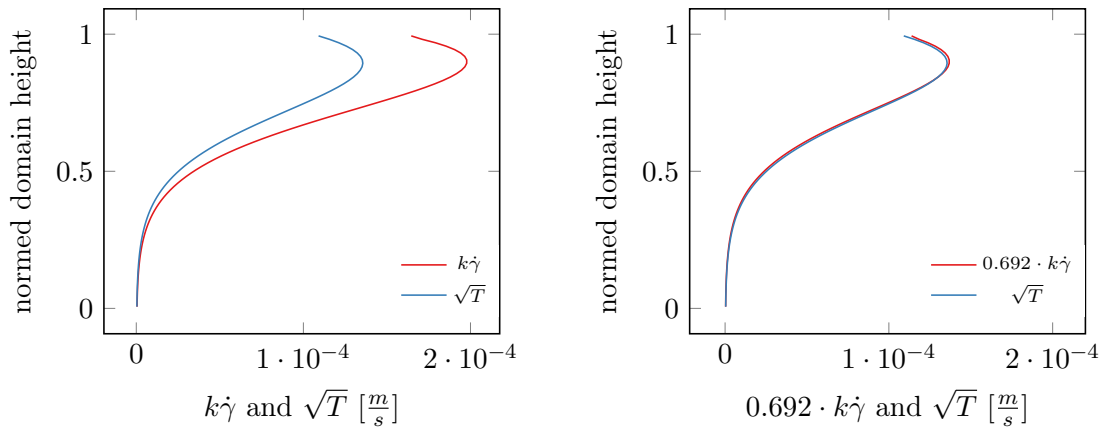 normed domain height
1
0.5
0
kγ̇
√T
0
1 · 10⁻⁴
2 · 10⁻⁴
kγ̇ and √T [m/s]
normed domain height
1
0.5
0
0.692 · kγ̇
√T
0
1 · 10⁻⁴
2 · 10⁻⁴
0.692 · kγ̇ and √T [m/s]